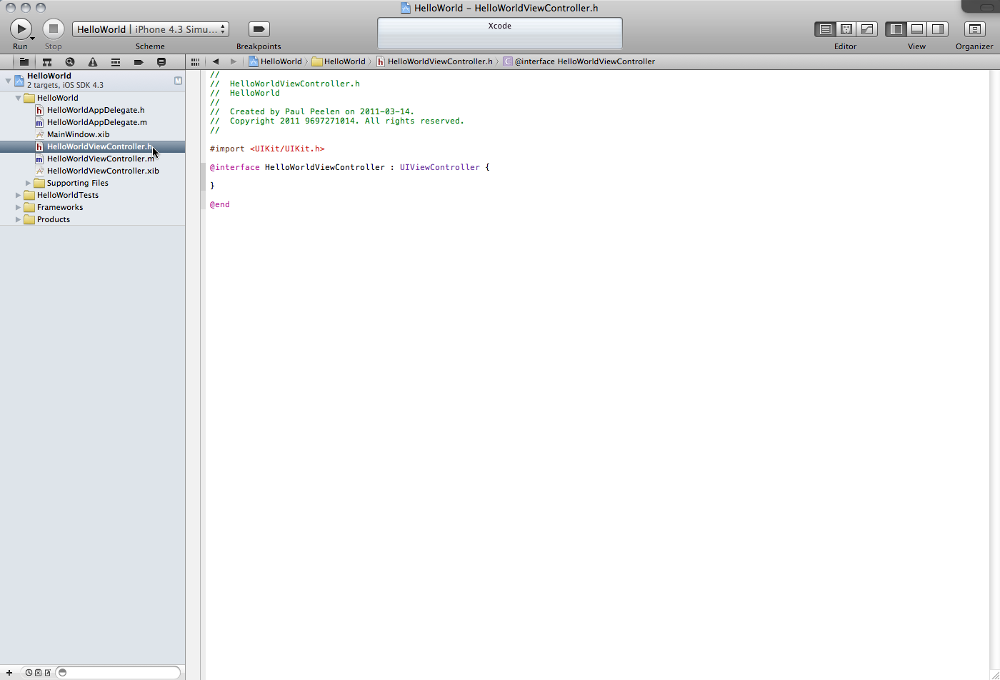 HelloWorld – HelloWorldViewController.h
HelloWorld | iPhone 4.3 Simu...
Xcode
Run Stop Scheme Breakpoints Editor View Organizer
HelloWorld HelloWorld HelloWorldViewController.h @interface HelloWorldViewController
HelloWorld
2 targets, iOS SDK 4.3
M
HelloWorld
HelloWorldAppDelegate.h
HelloWorldAppDelegate.m
MainWindow.xib
HelloWorldViewController.h
HelloWorldViewController.m
HelloWorldViewController.xib
Supporting Files
HelloWorldTests
Frameworks
Products
//
// HelloWorldViewController.h
// HelloWorld
//
// Created by Paul Peelen on 2011-03-14.
// Copyright 2011 9697271014. All rights reserved.
//
#import <UIKit/UIKit.h>
@interface HelloWorldViewController : UIViewController {
}
@end